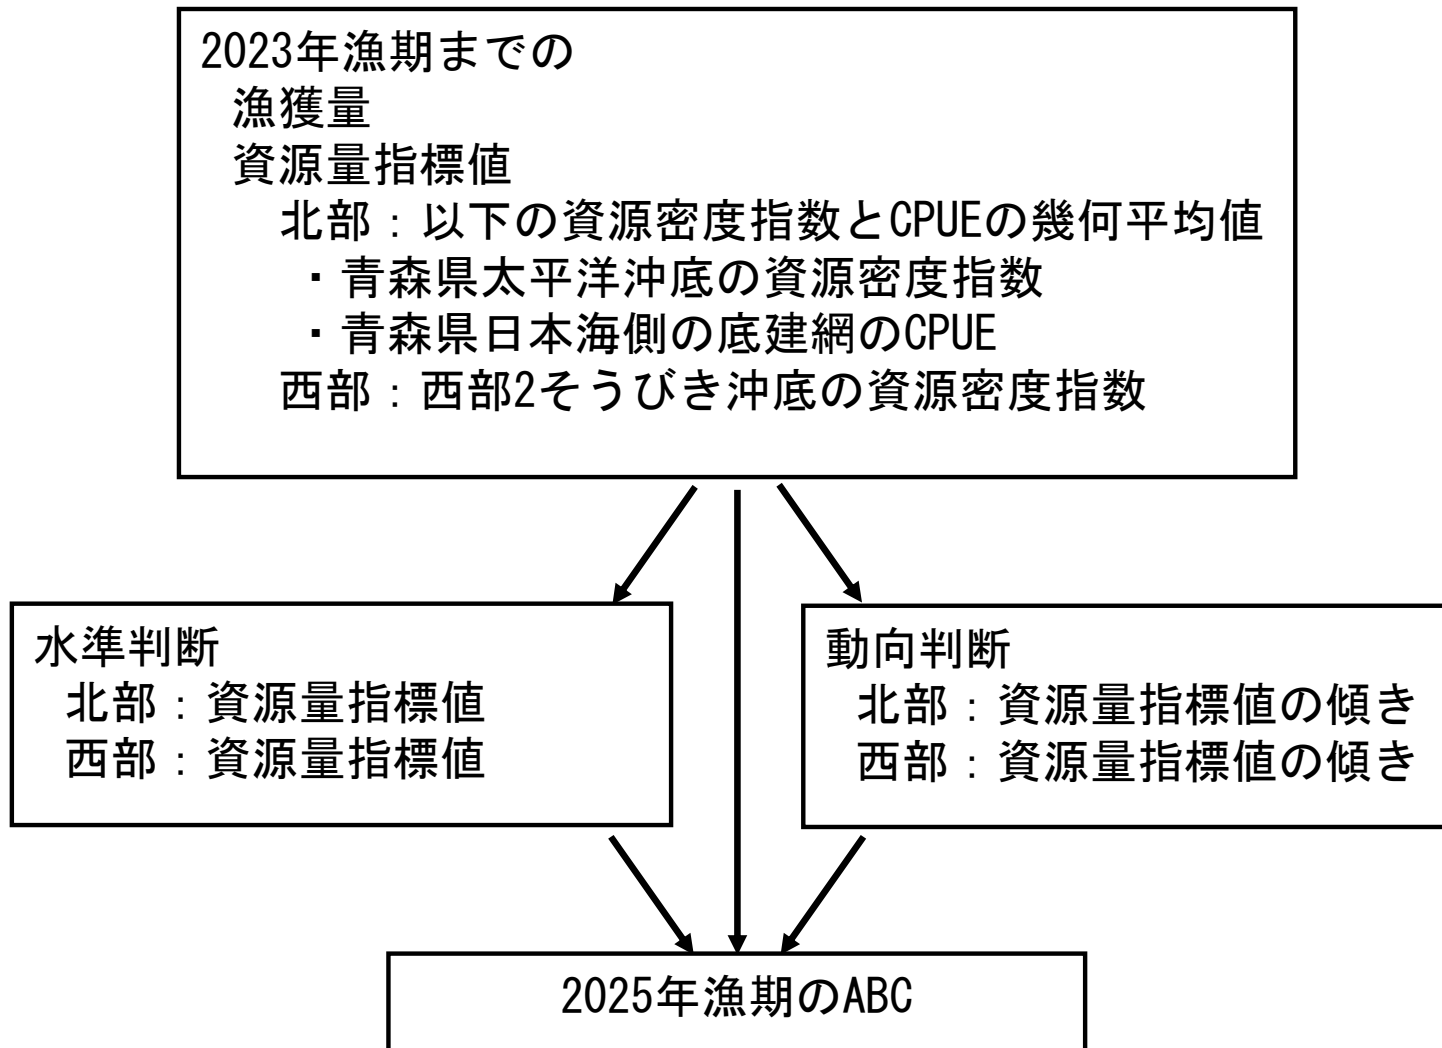 2023年漁期までの
漁獲量
資源量指標値
北部：以下の資源密度指数とCPUEの幾何平均値
・青森県太平洋沖底の資源密度指数
・青森県日本海側の底建網のCPUE
西部：西部2そうびき沖底の資源密度指数
水準判断
北部：資源量指標値
西部：資源量指標値
動向判断
北部：資源量指標値の傾き
西部：資源量指標値の傾き
2025年漁期のABC